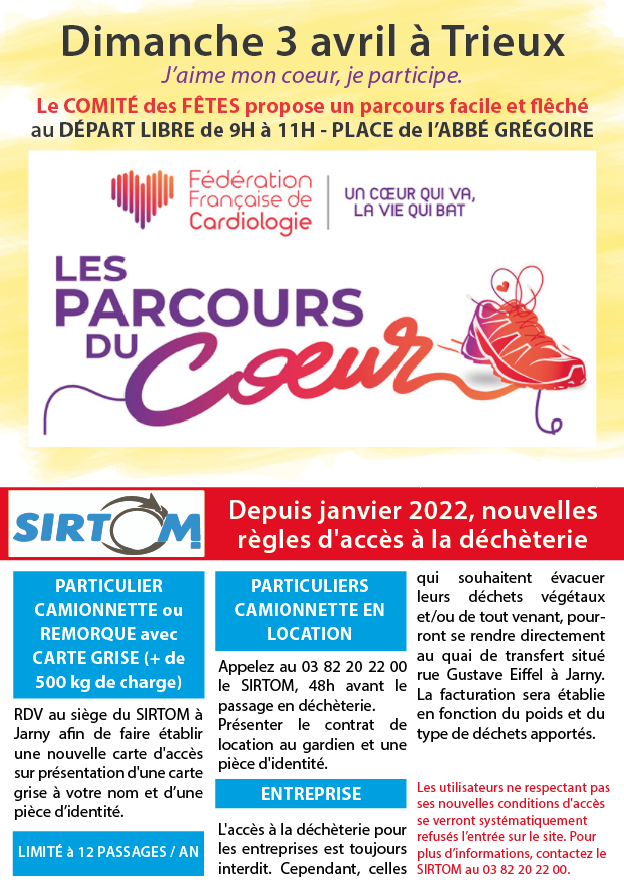 Dimanche 3 avril à Trieux
J'aime mon coeur, je participe.
Le COMITÉ des FÊTES propose un parcours facile et flêché
au DÉPART LIBRE de 9H à 11H - PLACE de l'ABBÉ GRÉGOIRE
Fédération
Française de
Cardiologie
UN CŒUR QUI VA,
LA VIE QUI BAT
LES
PARCOURS
DU
Cœur
SIRTOM
Depuis janvier 2022, nouvelles
règles d'accès à la déchèterie
PARTICULIER
CAMIONNETTE ou
REMORQUE avec
CARTE GRISE (+ de
500 kg de charge)
RDV au siège du SIRTOM à
Jarny afin de faire établir
une nouvelle carte d'accès
sur présentation d'une carte
grise à votre nom et d'une
pièce d'identité.
LIMITÉ à 12 PASSAGES / AN
PARTICULIERS
CAMIONNETTE EN
LOCATION
Appelez au 03 82 20 22 00
le SIRTOM, 48h avant le
passage en déchèterie.
Présenter le contrat de
location au gardien et une
pièce d'identité.
ENTREPRISE
L'accès à la déchèterie pour
les entreprises est toujours
interdit. Cependant, celles
qui souhaitent évacuer
leurs déchets végétaux
et/ou de tout venant, pour-
ront se rendre directement
au quai de transfert situé
rue Gustave Eiffel à Jarny.
La facturation sera établie
en fonction du poids et du
type de déchets apportés.
Les utilisateurs ne respectant pas
ses nouvelles conditions d'accès
se verront systématiquement
refusés l'entrée sur le site. Pour
plus d'informations, contactez le
SIRTOM au 03 82 20 22 00.